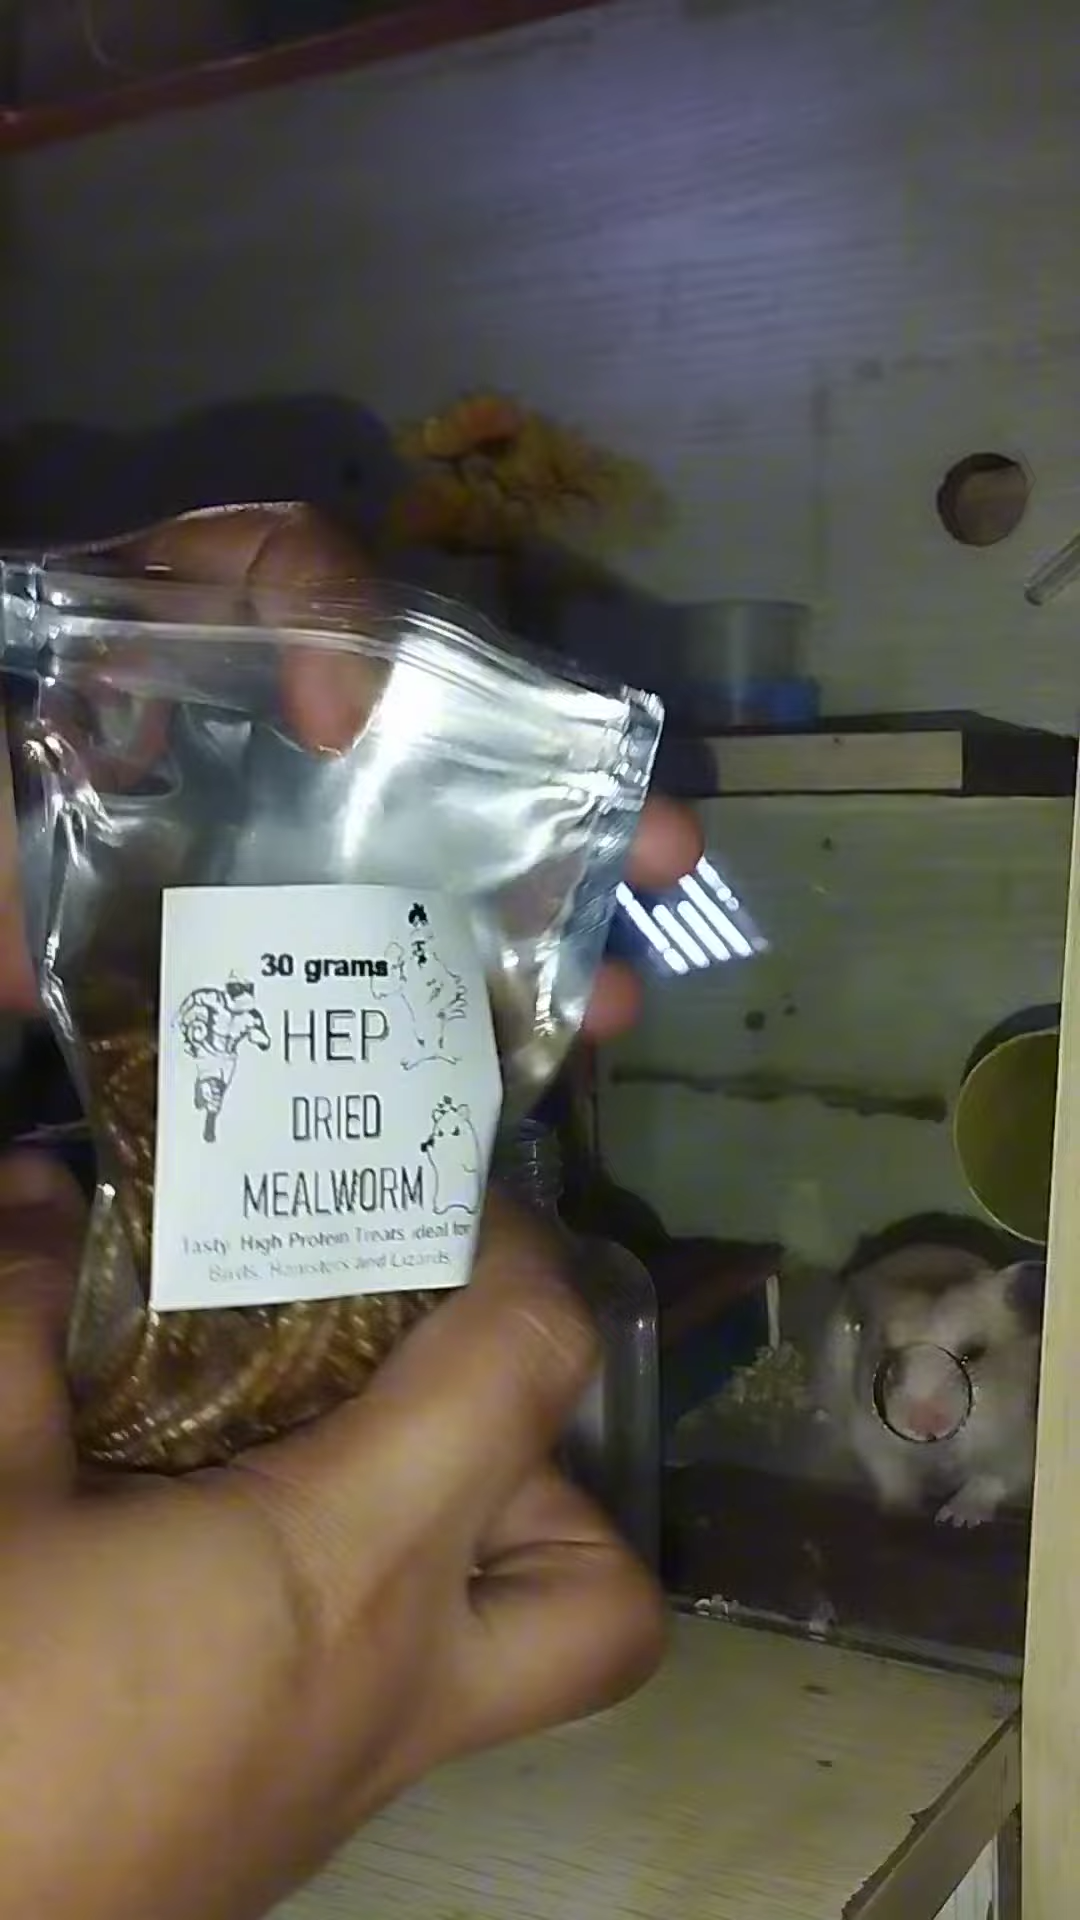 30 grams
HEP
DRIED
MEALWORM
Tasty High Protein Treats ideal for
Birds, Hamsters and Lizards